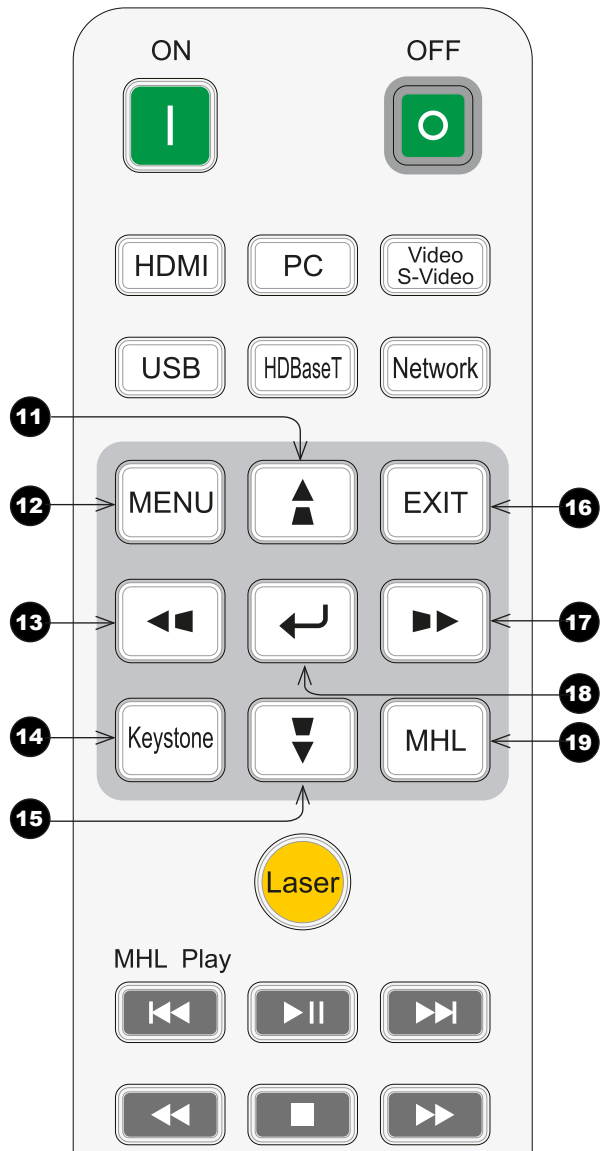 ON OFF
HDMI PC Video
S-Video
USB HDBaseT Network
11
12 MENU EXIT 16
13 17
18
14 Keystone MHL 19
15
Laser
MHL Play